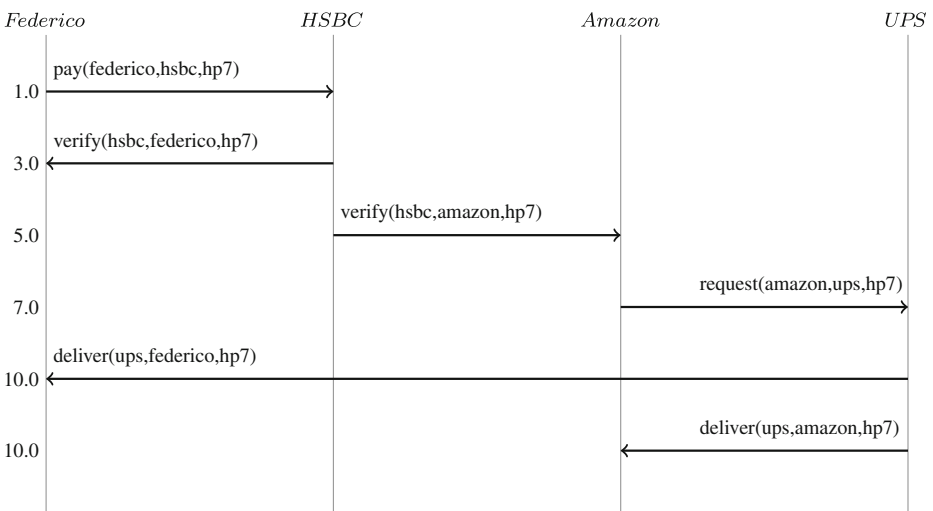 Federico HSBC Amazon UPS
pay(federico,hsbc,hp7)
1.0
verify(hsbc,federico,hp7)
3.0
verify(hsbc,amazon,hp7)
5.0
request(amazon,ups,hp7)
7.0
deliver(ups,federico,hp7)
10.0
deliver(ups,amazon,hp7)
10.0